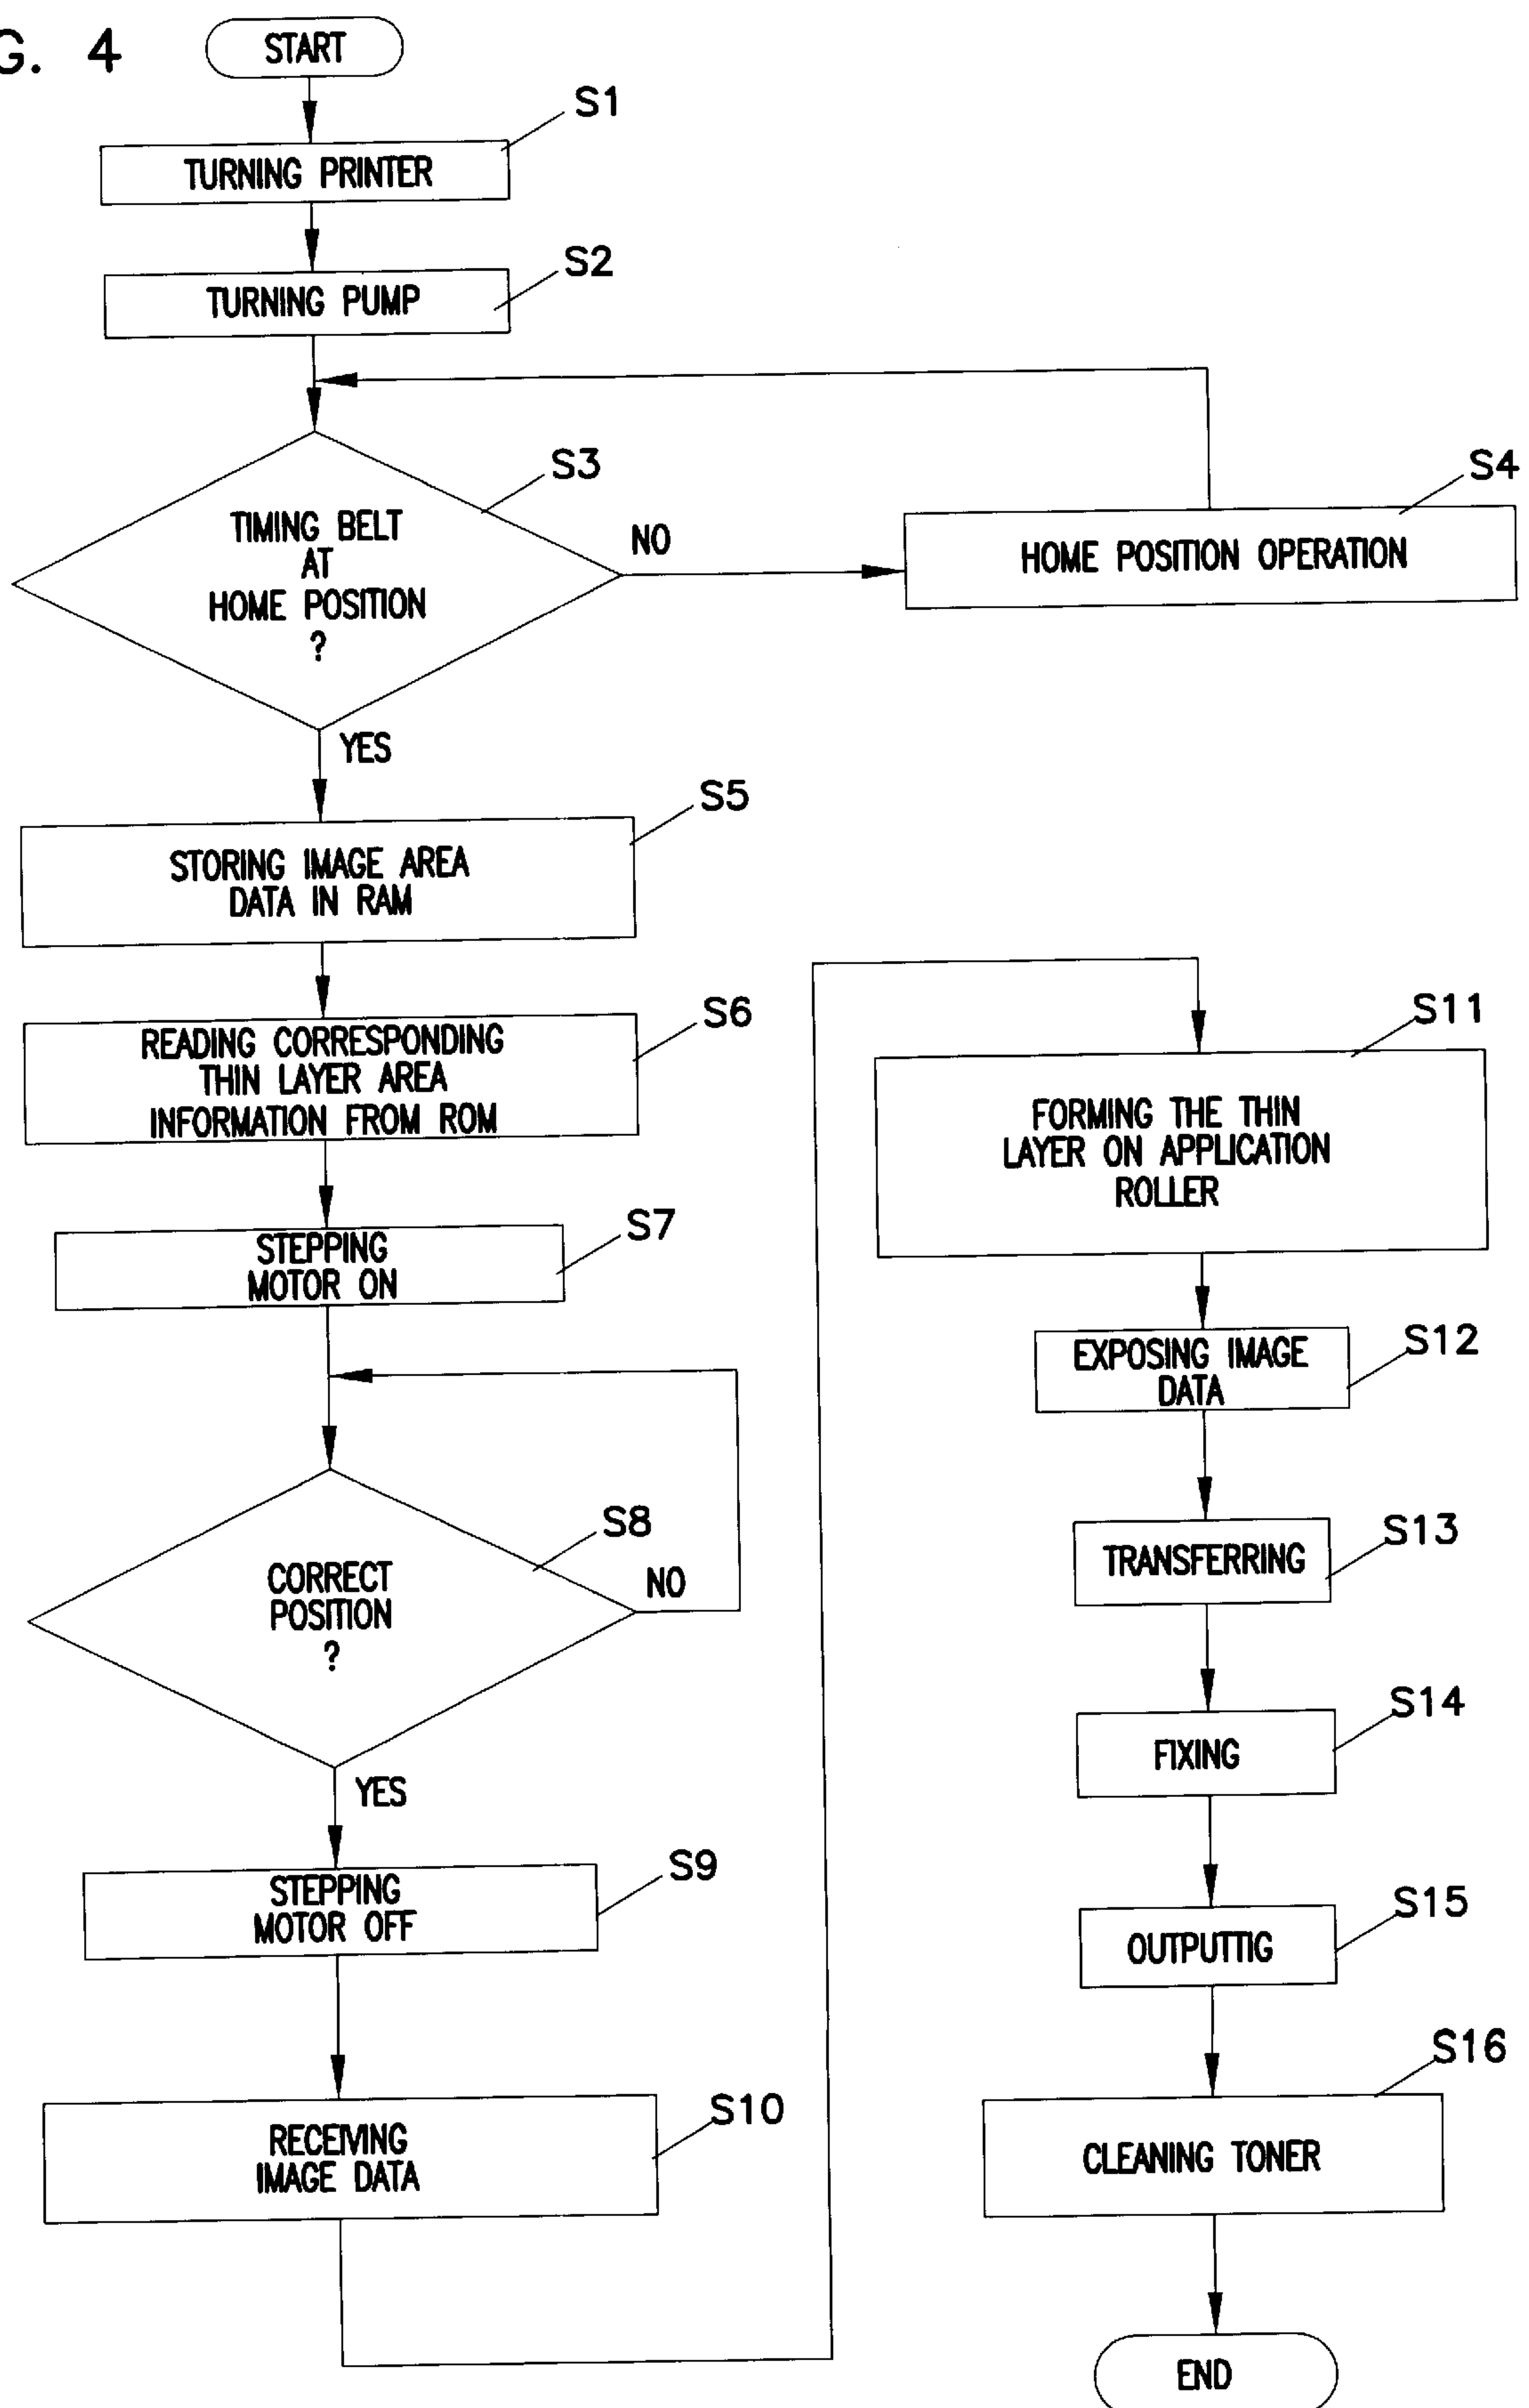 G. 4
START
S1
TURNING PRINTER
S2
TURNING PUMP
S3
TIMING BELT
AT
HOME POSITION
?
NO
S4
HOME POSITION OPERATION
YES
S5
STORING IMAGE AREA
DATA IN RAM
S6
READING CORRESPONDING
THIN LAYER AREA
INFORMATION FROM ROM
S7
STEPPING
MOTOR ON
S8
CORRECT
POSITION
?
NO
YES
S9
STEPPING
MOTOR OFF
S10
RECEIVING
IMAGE DATA
S11
FORMING THE THIN
LAYER ON APPLICATION
ROLLER
S12
EXPOSING IMAGE
DATA
S13
TRANSFERRING
S14
FIXING
S15
OUTPUTTIG
S16
CLEANING TONER
END